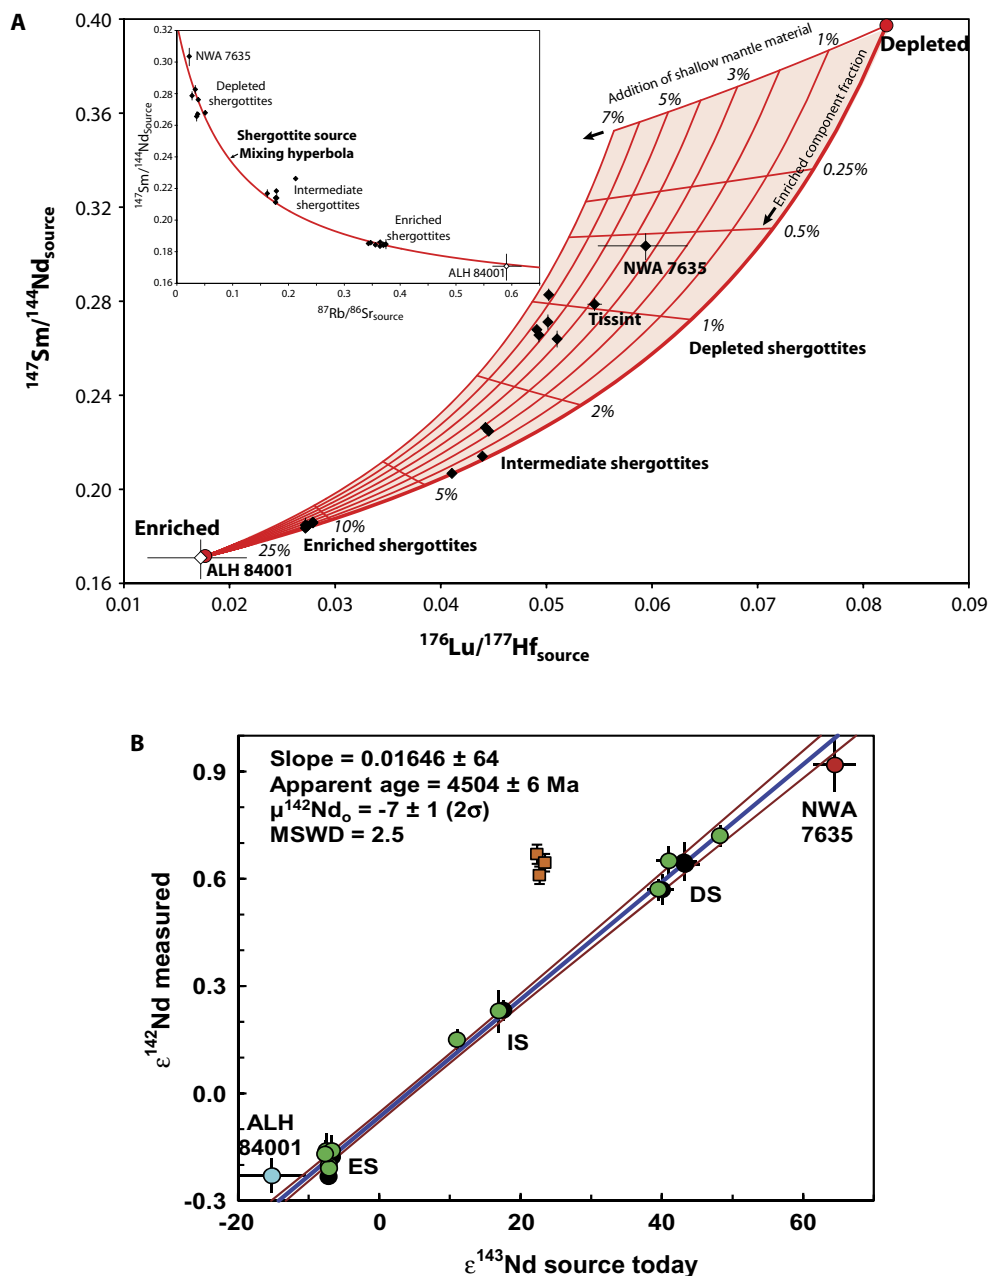 A
0.40
0.36
0.32
0.28
0.24
0.20
0.16
0.01
0.02
0.03
0.04
0.05
0.06
0.07
0.08
0.09
147Sm/144Ndsource
176Lu/177Hfsource
0.32
0.30
0.28
0.26
0.24
0.22
0.20
0.18
0.16
0
0.1
0.2
0.3
0.4
0.5
0.6
147Sm/144Ndsource
87Rb/86Srsource
NWA 7635
Depleted
shergottites
Shergottite source
Mixing hyperbola
Intermediate
shergottites
Enriched
shergottites
ALH 84001
Addition of shallow mantle material
1%
3%
5%
7%
Depleted
Enriched component fraction
0.25%
0.5%
NWA 7635
Tissint
1%
Depleted shergottites
2%
Intermediate shergottites
5%
10%
Enriched shergottites
25%
Enriched
ALH 84001
B
Slope = 0.01646 ± 64
Apparent age = 4504 ± 6 Ma
μ142Ndo = -7 ± 1 (2σ)
MSWD = 2.5
0.9
0.6
0.3
0.0
-0.3
-20
0
20
40
60
ε142Nd measured
ε143Nd source today
NWA
7635
DS
IS
ES
ALH
84001